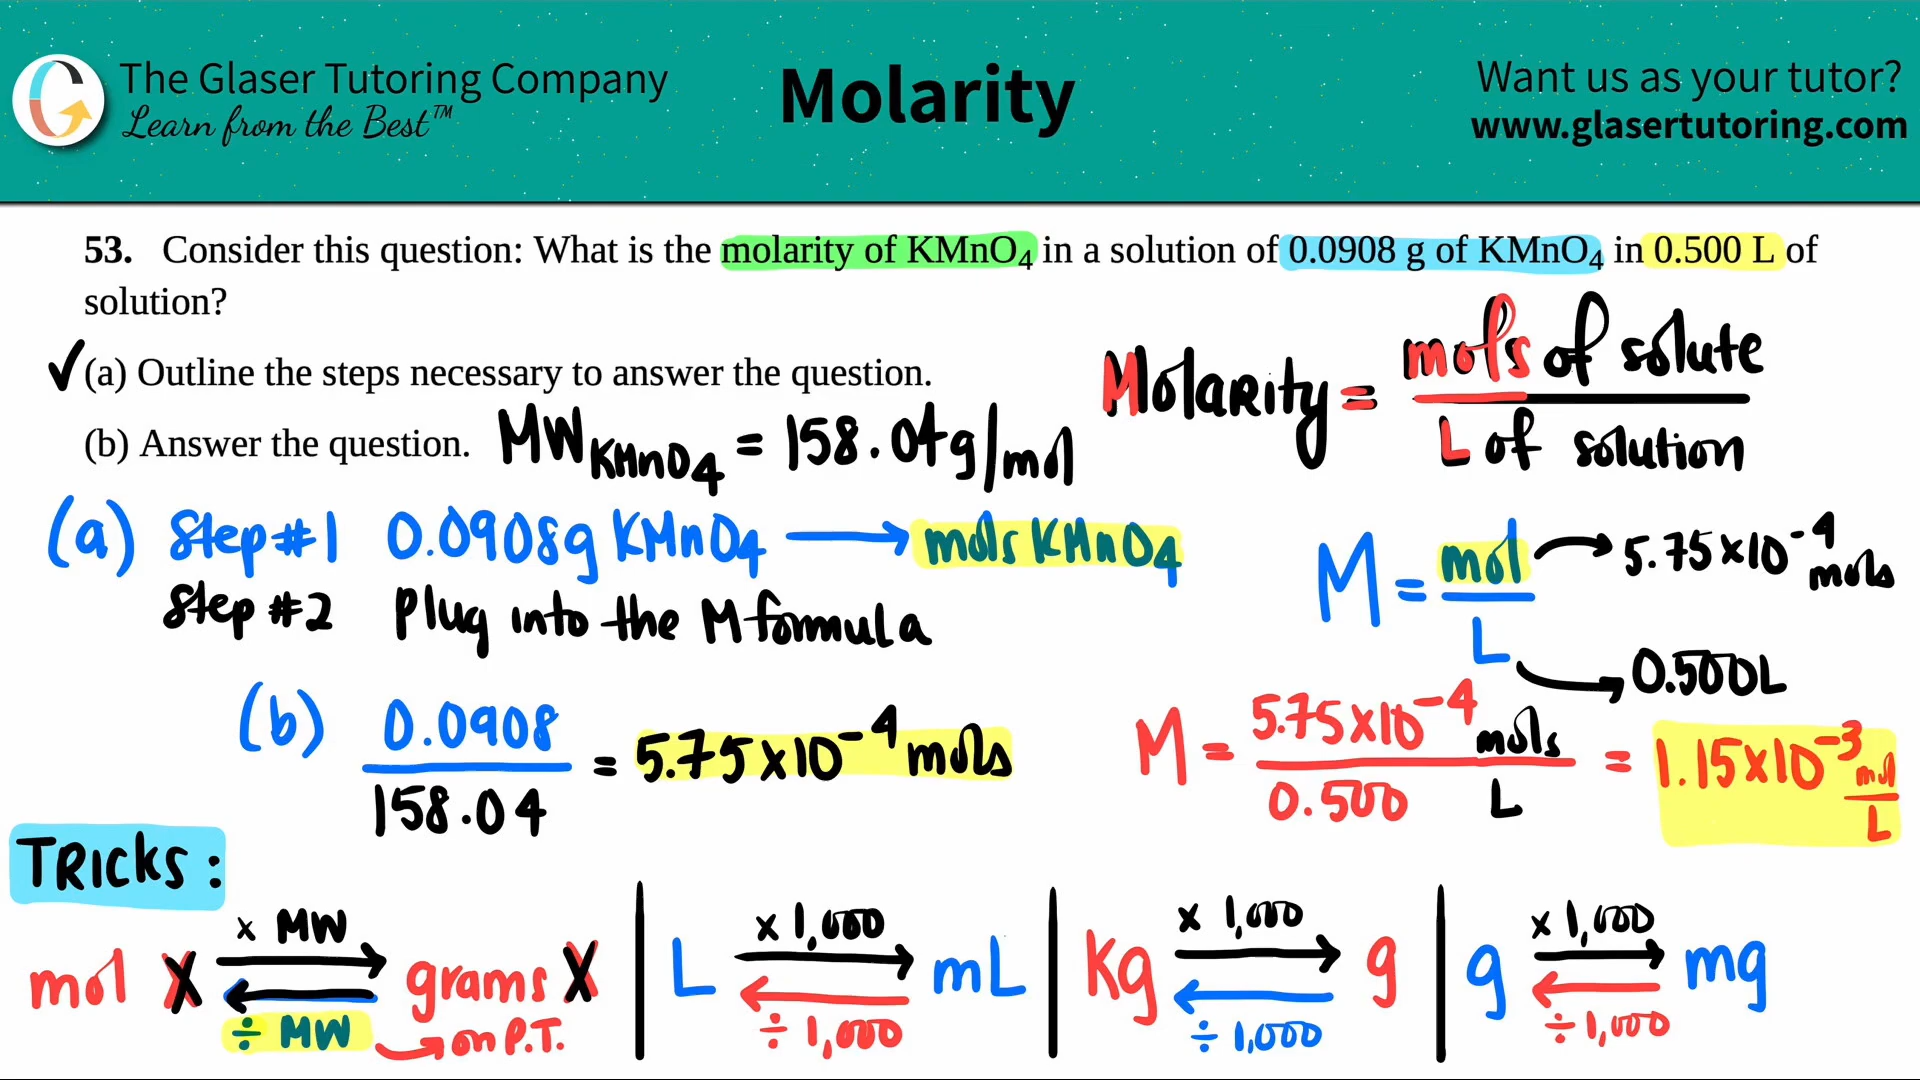 The Glaser Tutoring Company
Learn from the Best™
Molarity
Want us as your tutor?
www.glasertutoring.com
53. Consider this question: What is the molarity of KMnO₄ in a solution of 0.0908 g of KMnO₄ in 0.500 L of
solution?
✓(a) Outline the steps necessary to answer the question.
(b) Answer the question.
MW KMnO4 = 158.04g/mol
Molarity = mols of solute
L of solution
(a) Step #1 0.0908g KMnO4 → mols KMnO4
Step #2 Plug into the M formula
M = mol → 5.75x10⁻⁴ mols
L → 0.500L
(b) 0.0908
158.04
= 5.75x10⁻⁴ mols
M = 5.75x10⁻⁴ mols
0.500 L
= 1.15x10⁻³ mol
L
TRICKS:
mol X
x MW
→
←
÷ MW
→ on P.T.
grams X
L
x 1,000
→
←
÷ 1,000
mL
kg
x 1,000
→
←
÷ 1,000
g
g
x 1,000
→
←
÷ 1,000
mg